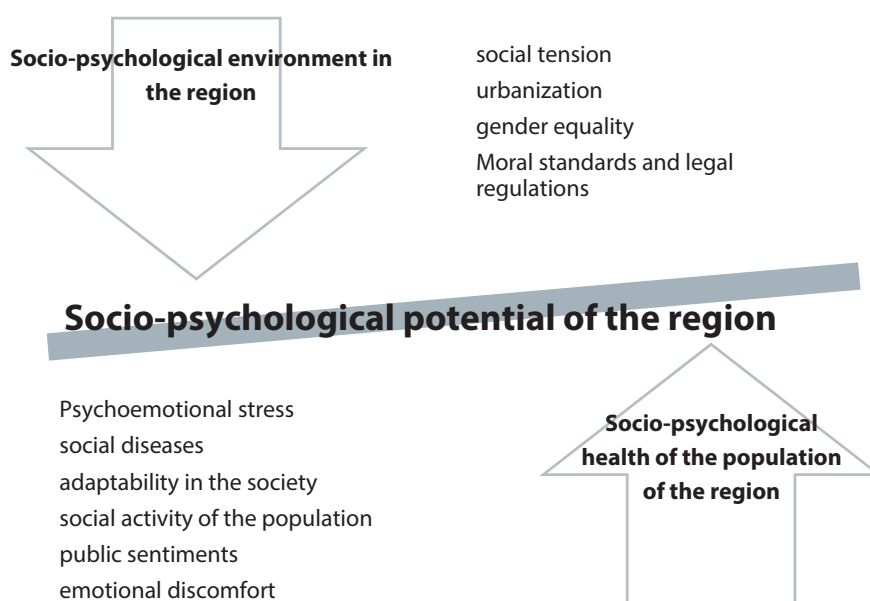 Socio-psychological environment in
the region
social tension
urbanization
gender equality
Moral standards and legal
regulations
Socio-psychological potential of the region
Psychoemotional stress
social diseases
adaptability in the society
social activity of the population
public sentiments
emotional discomfort
Socio-psychological
health of the population
of the region